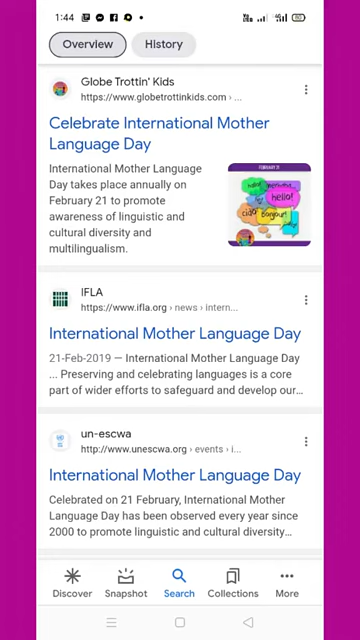 1:44
Overview
History
Globe Trottin' Kids
https://www.globetrottinkids.com › ...
Celebrate International Mother
Language Day
International Mother Language
Day takes place annually on
February 21 to promote
awareness of linguistic and
cultural diversity and
multilingualism.
FEBRUARY 21
hello!
ciao
Bonjour!
IFLA
https://www.ifla.org › news › intern...
International Mother Language Day
21-Feb-2019 — International Mother Language Day
... Preserving and celebrating languages is a core
part of wider efforts to safeguard and develop our...
un-escwa
http://www.unescwa.org › events › i...
International Mother Language Day
Celebrated on 21 February, International Mother
Language Day has been observed every year since
2000 to promote linguistic and cultural diversity...
Discover
Snapshot
Search
Collections
More